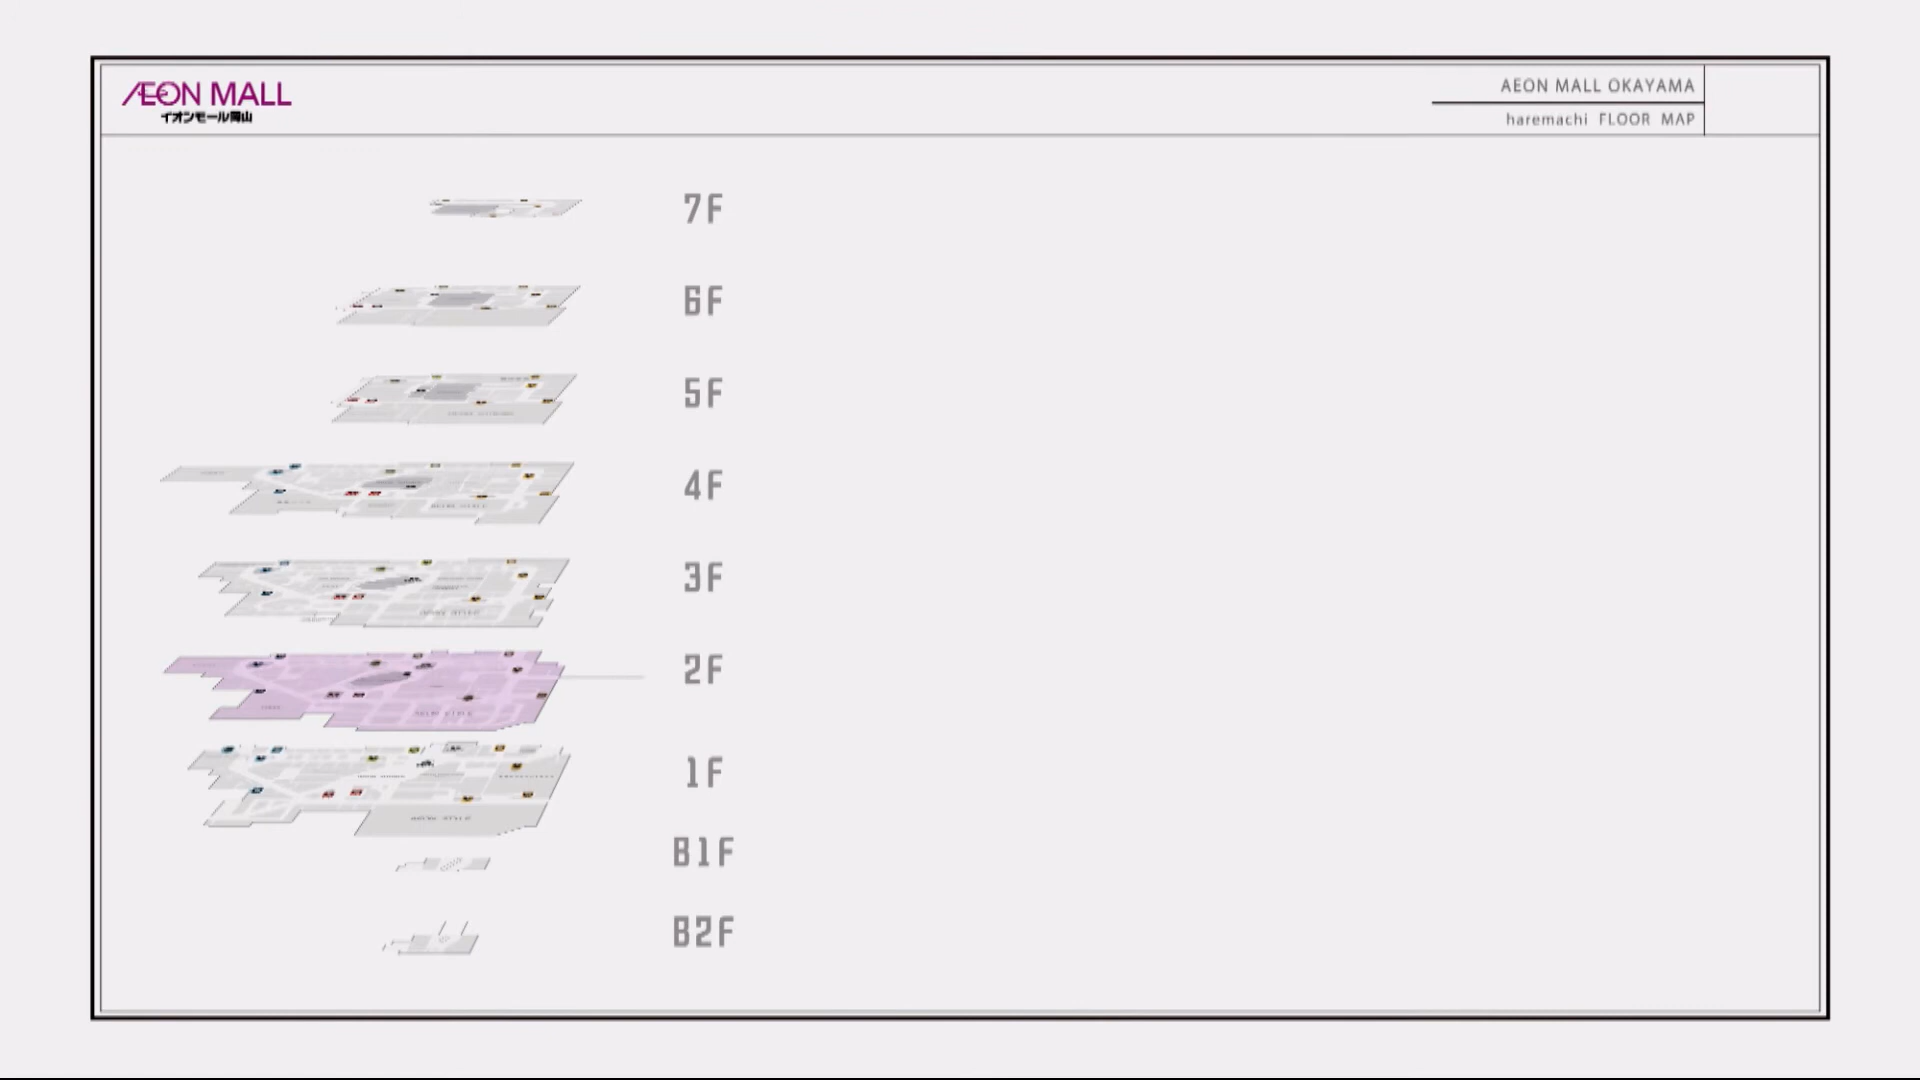 ÆON MALL
イオンモール岡山
AEON MALL OKAYAMA
haremachi FLOOR MAP
7F
6F
5F
4F
3F
2F
1F
B1F
B2F